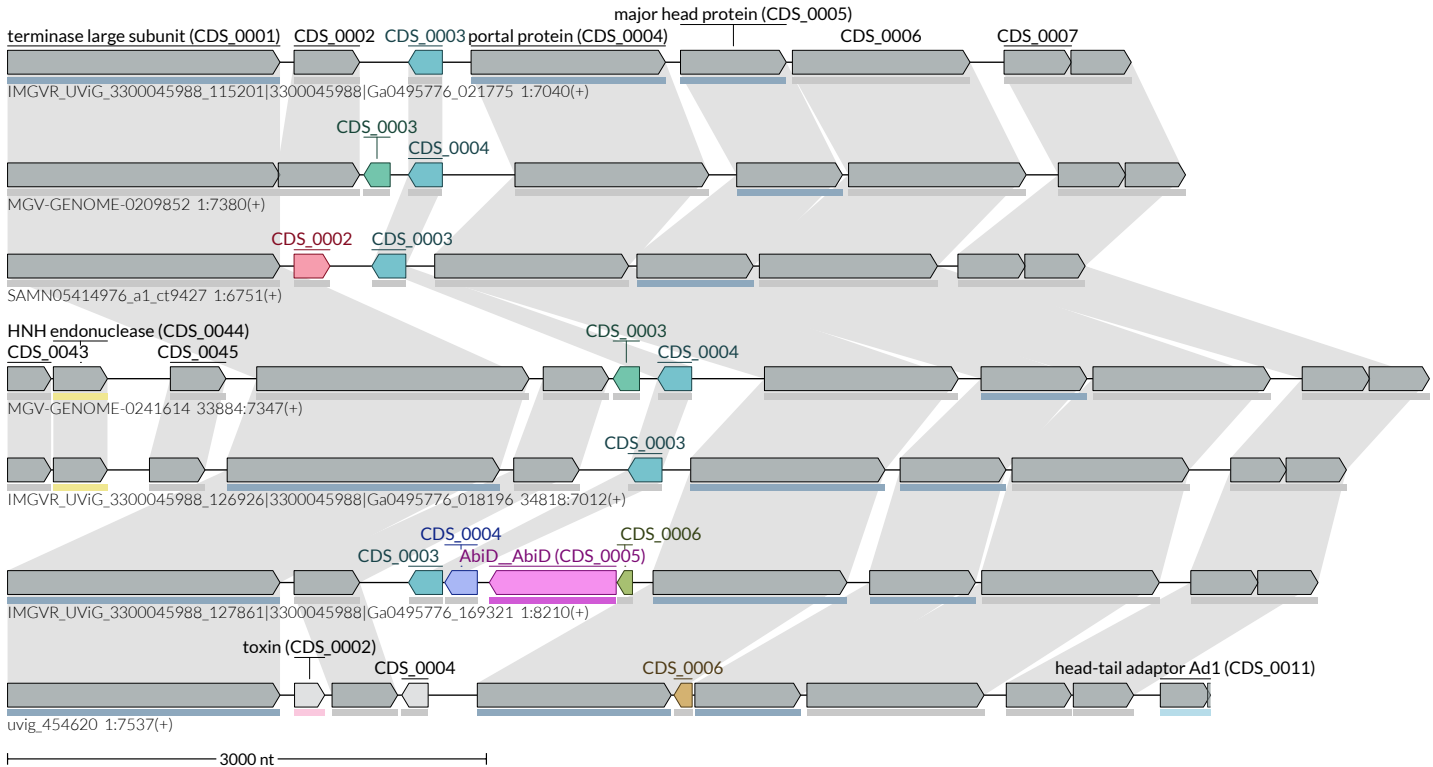 major head protein (CDS_0005)
terminase large subunit (CDS_0001) CDS_0002 CDS_0003 portal protein (CDS_0004) CDS_0006 CDS_0007
IMGVR_UViG_3300045988_115201|3300045988|Ga0495776_021775 1:7040(+)
CDS_0003
CDS_0004
MGV-GENOME-0209852 1:7380(+)
CDS_0002 CDS_0003
SAMN05414976_a1_ct9427 1:6751(+)
HNH endonuclease (CDS_0044) CDS_0003
CDS_0043 CDS_0045 CDS_0004
MGV-GENOME-0241614 33884:7347(+)
CDS_0003
IMGVR_UViG_3300045988_126926|3300045988|Ga0495776_018196 34818:7012(+)
CDS_0004 CDS_0006
CDS_0003 AbiD__AbiD (CDS_0005)
IMGVR_UViG_3300045988_127861|3300045988|Ga0495776_169321 1:8210(+)
toxin (CDS_0002)
CDS_0004 CDS_0006 head-tail adaptor Ad1 (CDS_0011)
uvig_454620 1:7537(+)
3000 nt